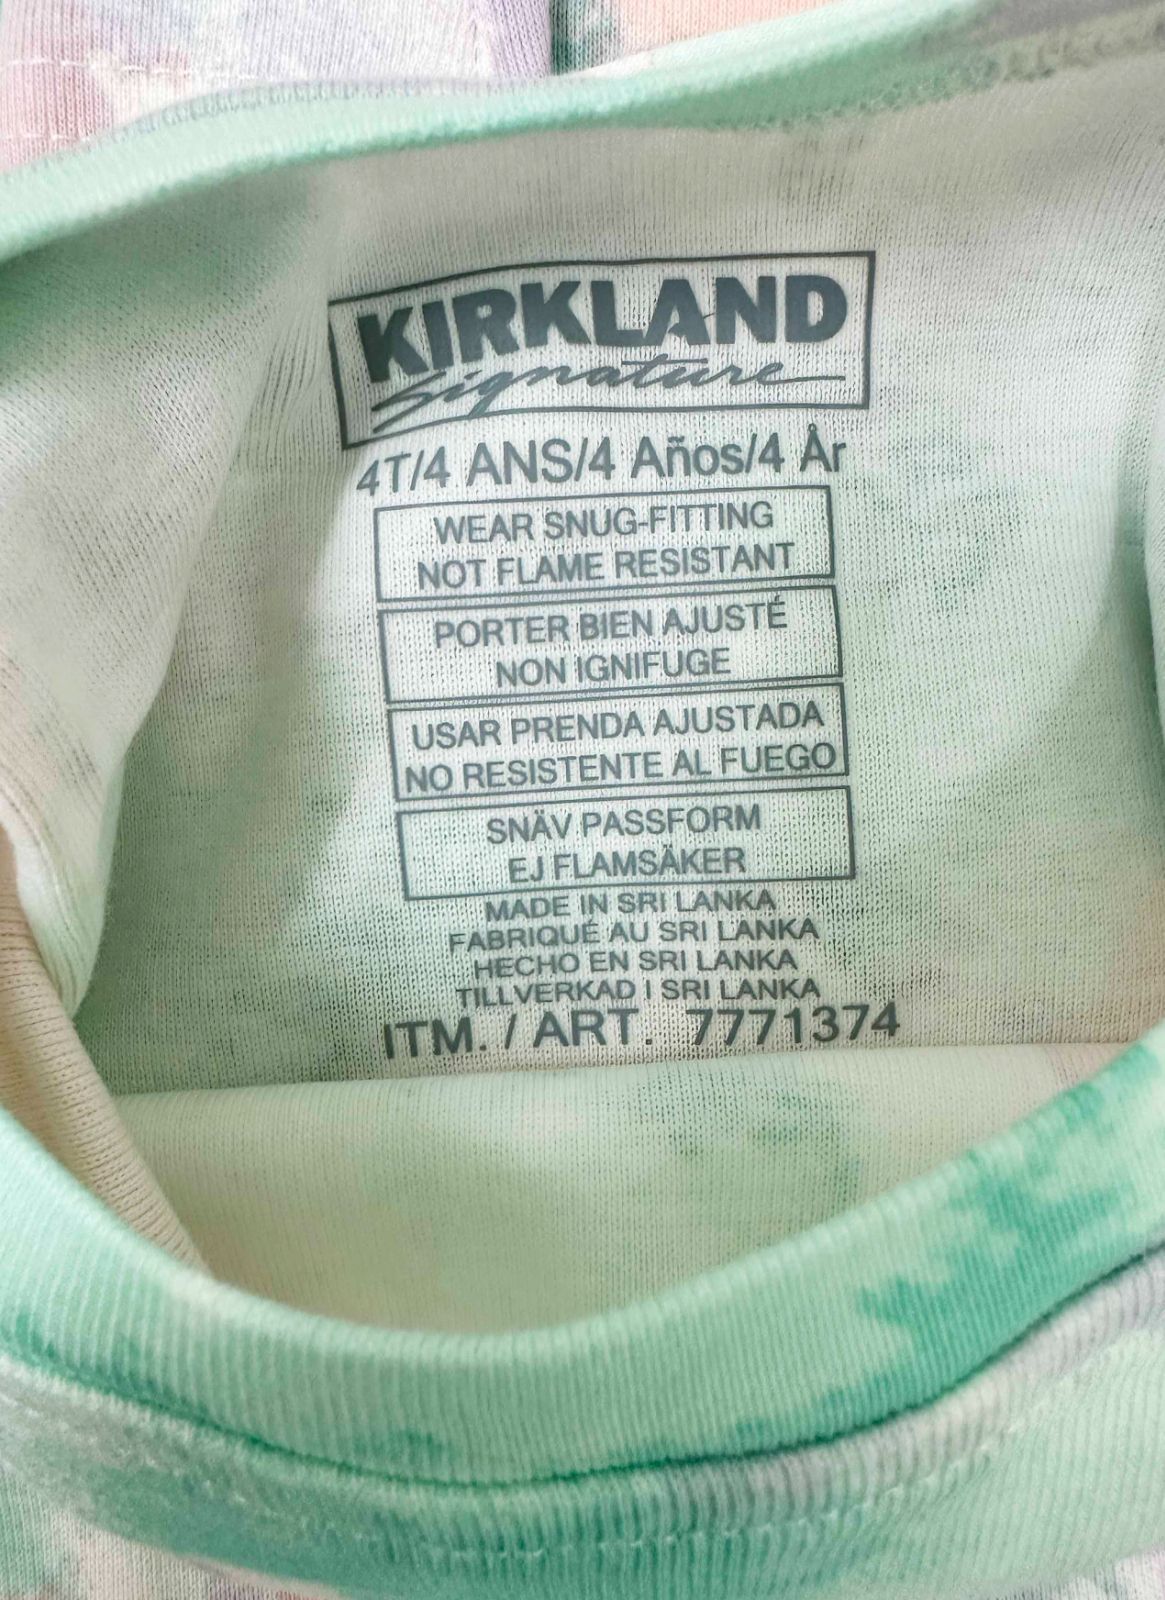 KIRKLAND
Signature
4T/4 ANS/4 Años/4 År
WEAR SNUG-FITTING
NOT FLAME RESISTANT
PORTER BIEN AJUSTÉ
NON IGNIFUGE
USAR PRENDA AJUSTADA
NO RESISTENTE AL FUEGO
SNÄV PASSFORM
EJ FLAMSÄKER
MADE IN SRI LANKA
FABRIQUÉ AU SRI LANKA
HECHO EN SRI LANKA
TILLVERKAD I SRI LANKA
ITM. / ART. 7771374